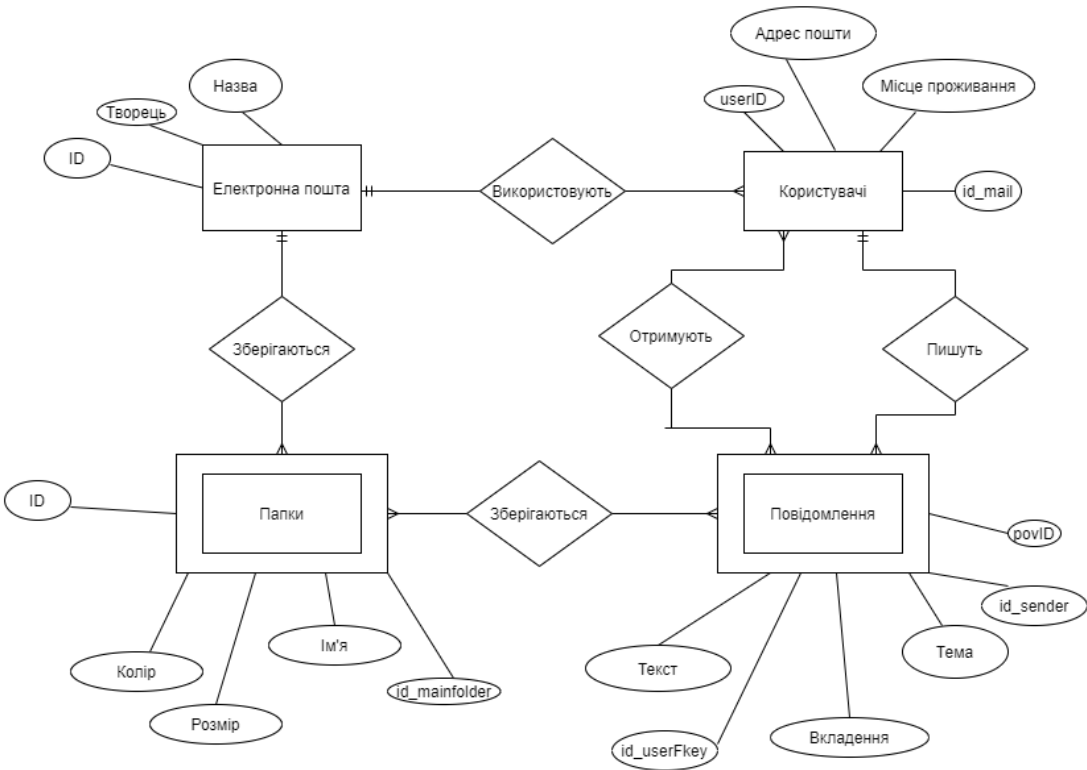 Адрес пошти
Назва
Місце проживання
userID
Творець
ID
Електронна пошта
Використовують
Користувачі
id_mail
Отримують
Зберігаються
Пишуть
ID
Папки
Зберігаються
Повідомлення
povID
id_sender
Ім'я
Тема
Колір
Текст
id_mainfolder
Розмір
Вкладення
id_userFkey